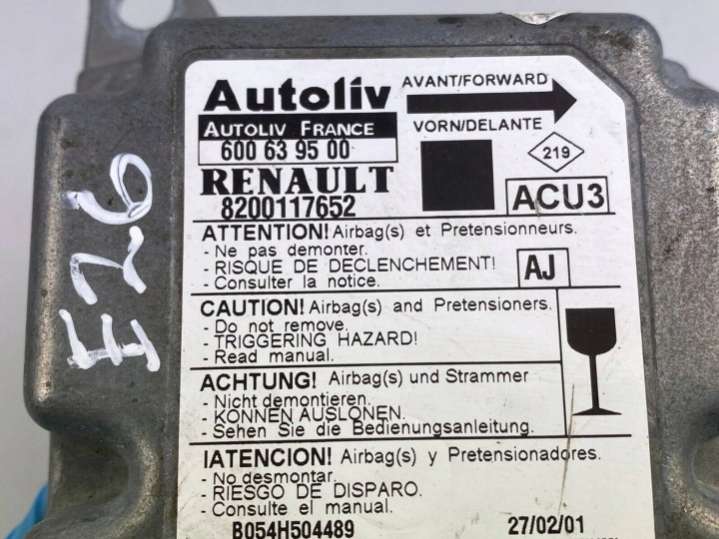 Autoliv
AVANT/FORWARD
AUTOLIV FRANCE
VORN/DELANTE
600 63 95 00
219
RENAULT
ACU3
8200117652
ATTENTION! Airbag(s) et Pretensionneurs.
- Ne pas demonter.
- RISQUE DE DECLENCHEMENT!
- Consulter la notice.
AJ
CAUTION! Airbag(s) and Pretensioners.
- Do not remove.
- TRIGGERING HAZARD!
- Read manual.
ACHTUNG! Airbag(s) und Strammer
- Nicht demontieren.
- KONNEN AUSLONEN.
- Sehen Sie die Bedienungsanleitung.
IATENCION! Airbag(s) y Pretensionadores.
- No desmontar.
- RIESGO DE DISPARO.
- Consulte el manual.
B054H504489 27/02/01
E26